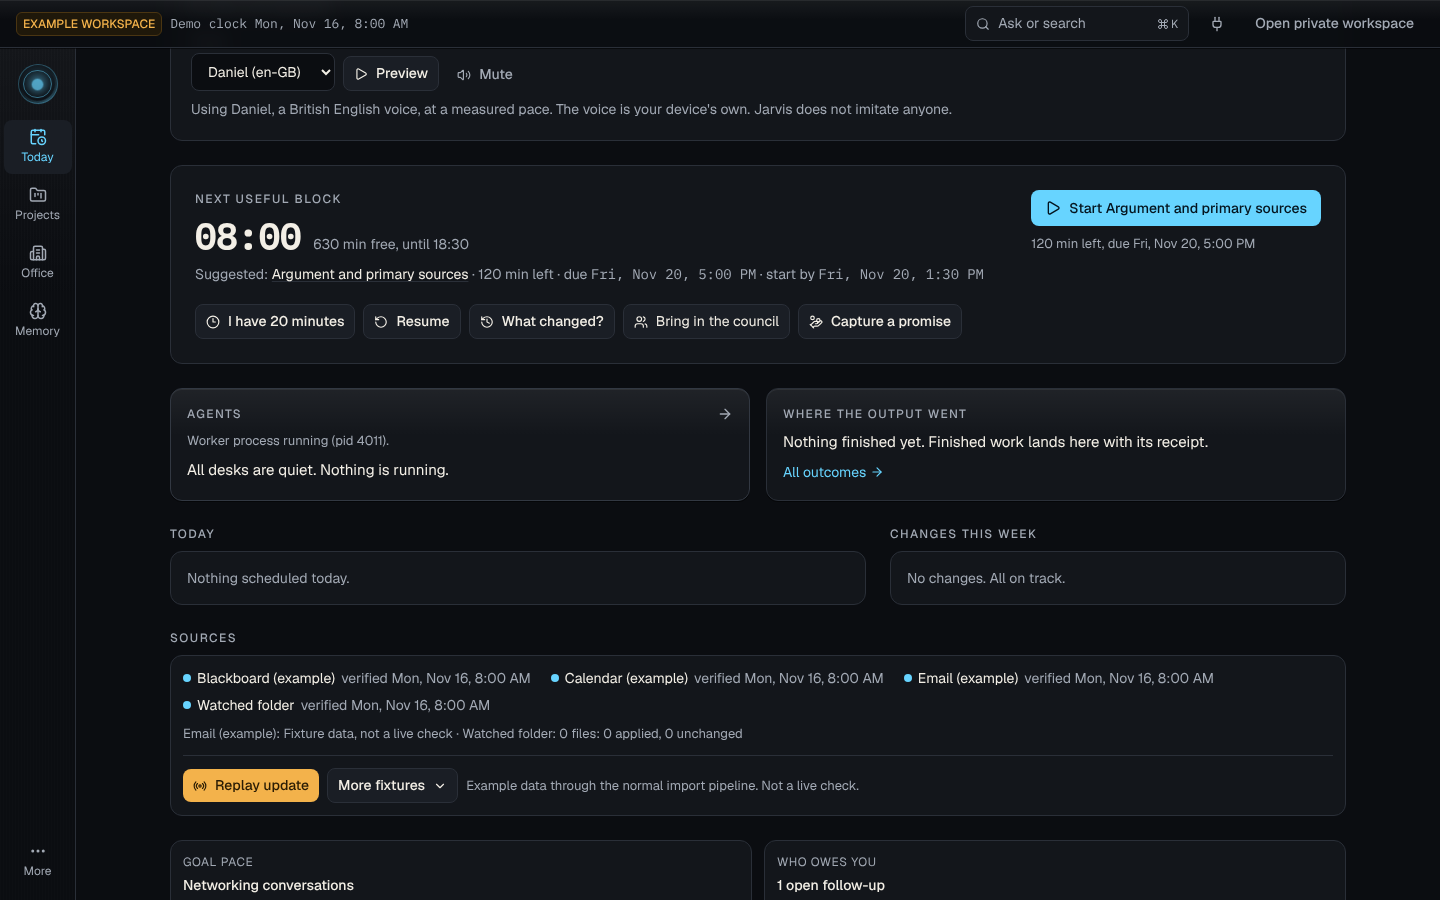 EXAMPLE WORKSPACE Demo clock Mon, Nov 16, 8:00 AM
Ask or search ⌘K
Open private workspace
Today
Projects
Office
Memory
More
Daniel (en-GB) Preview Mute
Using Daniel, a British English voice, at a measured pace. The voice is your device's own. Jarvis does not imitate anyone.
NEXT USEFUL BLOCK
08:00 630 min free, until 18:30
Suggested: Argument and primary sources · 120 min left · due Fri, Nov 20, 5:00 PM · start by Fri, Nov 20, 1:30 PM
Start Argument and primary sources
120 min left, due Fri, Nov 20, 5:00 PM
I have 20 minutes Resume What changed? Bring in the council Capture a promise
AGENTS
Worker process running (pid 4011).
All desks are quiet. Nothing is running.
WHERE THE OUTPUT WENT
Nothing finished yet. Finished work lands here with its receipt.
All outcomes →
TODAY
Nothing scheduled today.
CHANGES THIS WEEK
No changes. All on track.
SOURCES
Blackboard (example) verified Mon, Nov 16, 8:00 AM Calendar (example) verified Mon, Nov 16, 8:00 AM Email (example) verified Mon, Nov 16, 8:00 AM
Watched folder verified Mon, Nov 16, 8:00 AM
Email (example): Fixture data, not a live check · Watched folder: 0 files: 0 applied, 0 unchanged
Replay update More fixtures Example data through the normal import pipeline. Not a live check.
GOAL PACE
Networking conversations
WHO OWES YOU
1 open follow-up